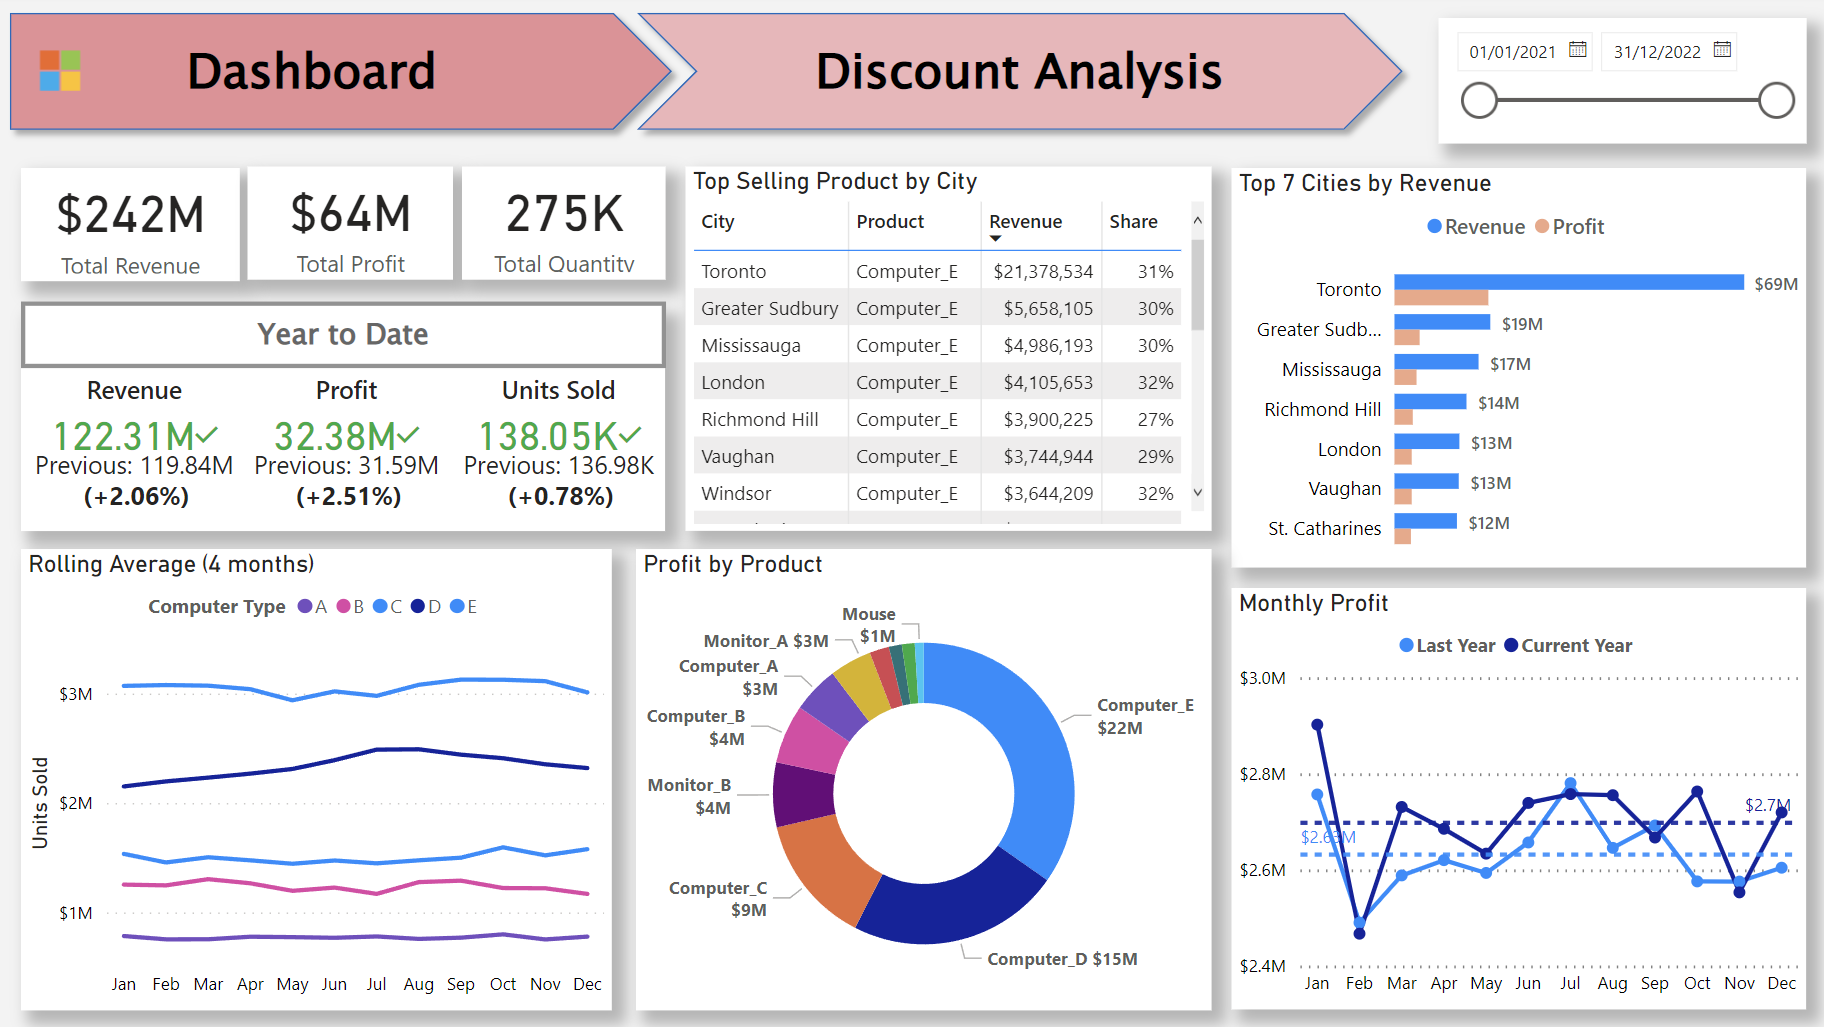 Dashboard
Discount Analysis
01/01/2021
31/12/2022
$242M
Total Revenue
$64M
Total Profit
275K
Total Quantity
Year to Date
Revenue
122.31M
Previous: 119.84M
(+2.06%)
Profit
32.38M
Previous: 31.59M
(+2.51%)
Units Sold
138.05K
Previous: 136.98K
(+0.78%)
Top Selling Product by City
City Product Revenue Share
Toronto Computer_E $21,378,534 31%
Greater Sudbury Computer_E $5,658,105 30%
Mississauga Computer_E $4,986,193 30%
London Computer_E $4,105,653 32%
Richmond Hill Computer_E $3,900,225 27%
Vaughan Computer_E $3,744,944 29%
Windsor Computer_E $3,644,209 32%
Top 7 Cities by Revenue
Revenue Profit
Toronto $69M
Greater Sudb... $19M
Mississauga $17M
Richmond Hill $14M
London $13M
Vaughan $13M
St. Catharines $12M
Rolling Average (4 months)
Computer Type A B C D E
Units Sold
$3M
$2M
$1M
Jan Feb Mar Apr May Jun Jul Aug Sep Oct Nov Dec
Profit by Product
Mouse
$1M
Monitor_A $3M
Computer_A
$3M
Computer_B
$4M
Monitor_B
$4M
Computer_C
$9M
Computer_D $15M
Computer_E
$22M
Monthly Profit
Last Year Current Year
$3.0M
$2.8M
$2.7M
$2.63M
$2.6M
$2.4M
Jan Feb Mar Apr May Jun Jul Aug Sep Oct Nov Dec